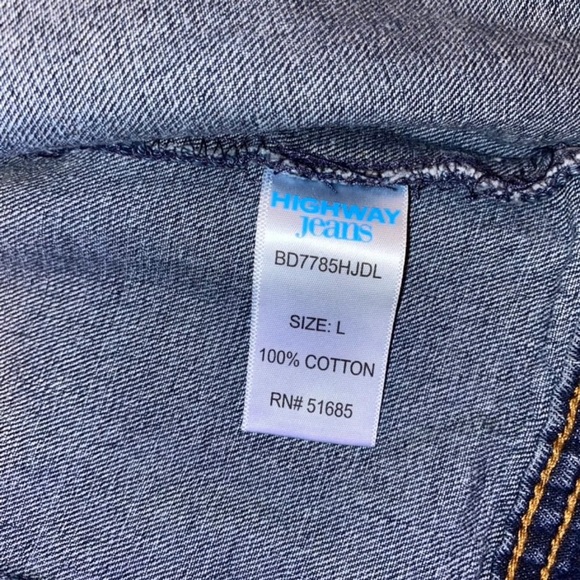 HIGHWAY
jeans
BD7785HJDL
SIZE: L
100% COTTON
RN# 51685